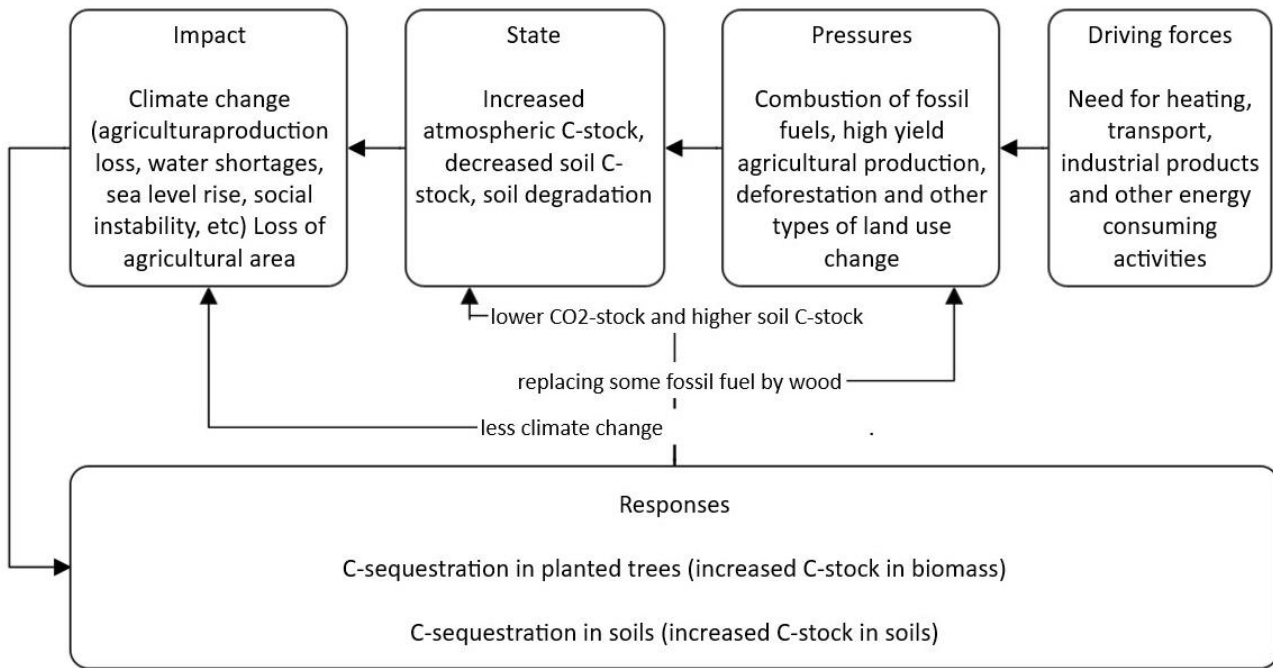 Impact
Climate change
(agriculturaproduction
loss, water shortages,
sea level rise, social
instability, etc) Loss of
agricultural area
State
Increased
atmospheric C-stock,
decreased soil C-
stock, soil degradation
Pressures
Combustion of fossil
fuels, high yield
agricultural production,
deforestation and other
types of land use
change
Driving forces
Need for heating,
transport,
industrial products
and other energy
consuming
activities
lower CO2-stock and higher soil C-stock
replacing some fossil fuel by wood
less climate change
.
Responses
C-sequestration in planted trees (increased C-stock in biomass)
C-sequestration in soils (increased C-stock in soils)